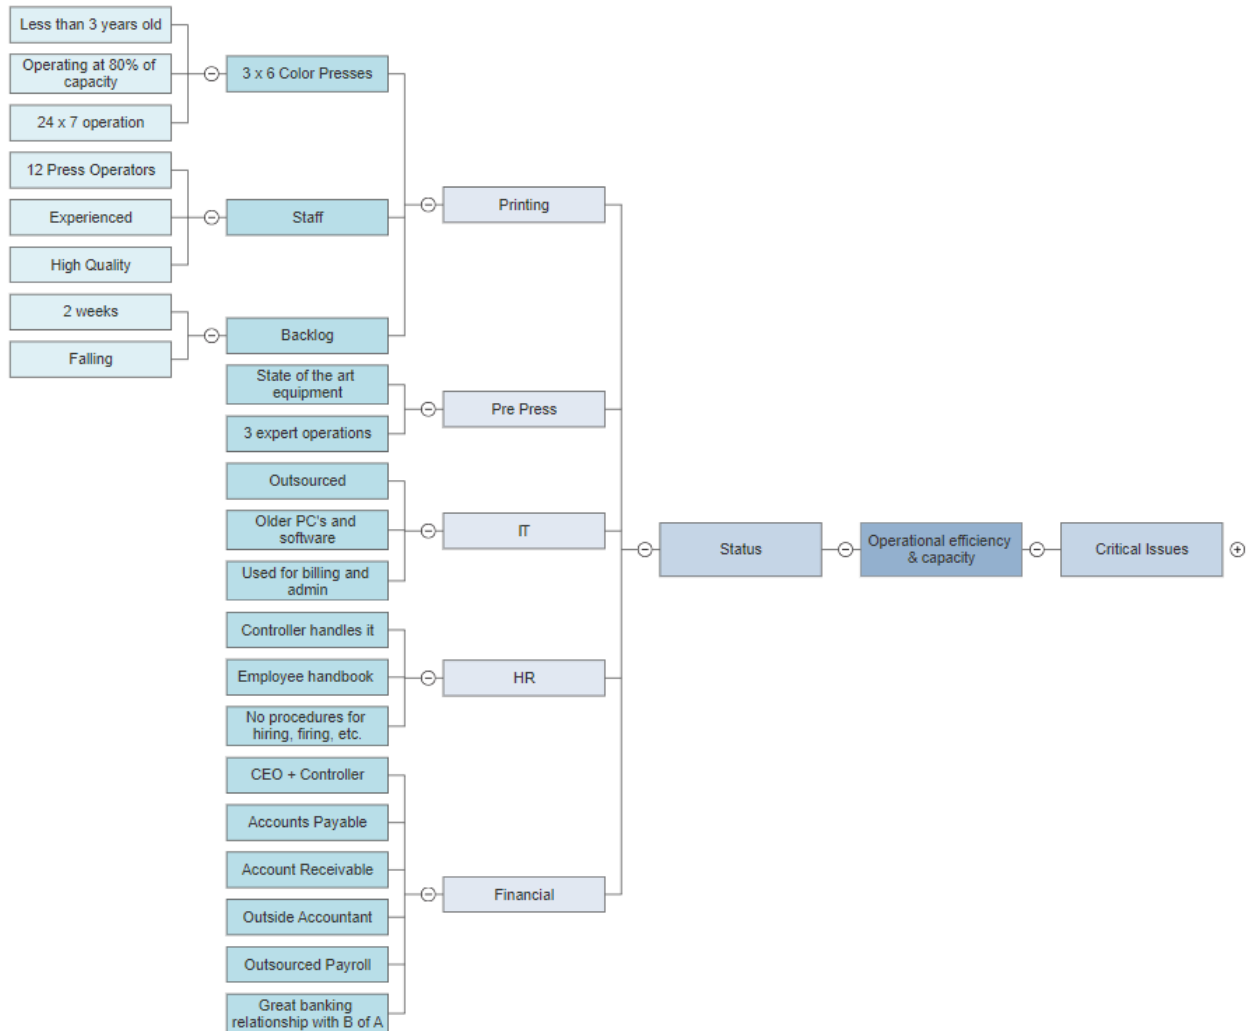 Less than 3 years old
Operating at 80% of
capacity
24 x 7 operation
3 x 6 Color Presses
12 Press Operators
Experienced
High Quality
Staff
2 weeks
Falling
Backlog
Printing
State of the art
equipment
3 expert operations
Pre Press
Outsourced
Older PC's and
software
Used for billing and
admin
IT
Controller handles it
Employee handbook
No procedures for
hiring, firing, etc.
HR
CEO + Controller
Accounts Payable
Account Receivable
Outside Accountant
Outsourced Payroll
Great banking
relationship with B of A
Financial
Status
Operational efficiency
& capacity
Critical Issues